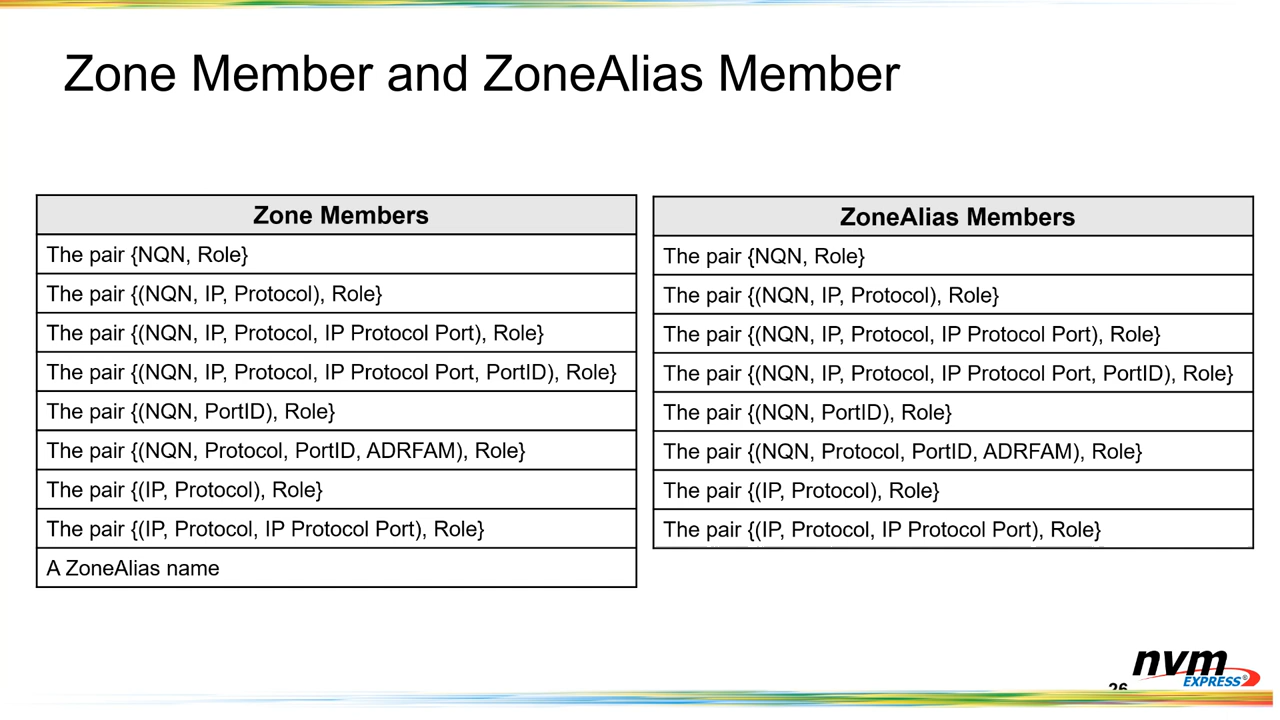 Zone Member and ZoneAlias Member
Zone Members
The pair {NQN, Role}
The pair {(NQN, IP, Protocol), Role}
The pair {(NQN, IP, Protocol, IP Protocol Port), Role}
The pair {(NQN, IP, Protocol, IP Protocol Port, PortID), Role}
The pair {(NQN, PortID), Role}
The pair {(NQN, Protocol, PortID, ADRFAM), Role}
The pair {(IP, Protocol), Role}
The pair {(IP, Protocol, IP Protocol Port), Role}
A ZoneAlias name
ZoneAlias Members
The pair {NQN, Role}
The pair {(NQN, IP, Protocol), Role}
The pair {(NQN, IP, Protocol, IP Protocol Port), Role}
The pair {(NQN, IP, Protocol, IP Protocol Port, PortID), Role}
The pair {(NQN, PortID), Role}
The pair {(NQN, Protocol, PortID, ADRFAM), Role}
The pair {(IP, Protocol), Role}
The pair {(IP, Protocol, IP Protocol Port), Role}
26
nvm
EXPRESS®